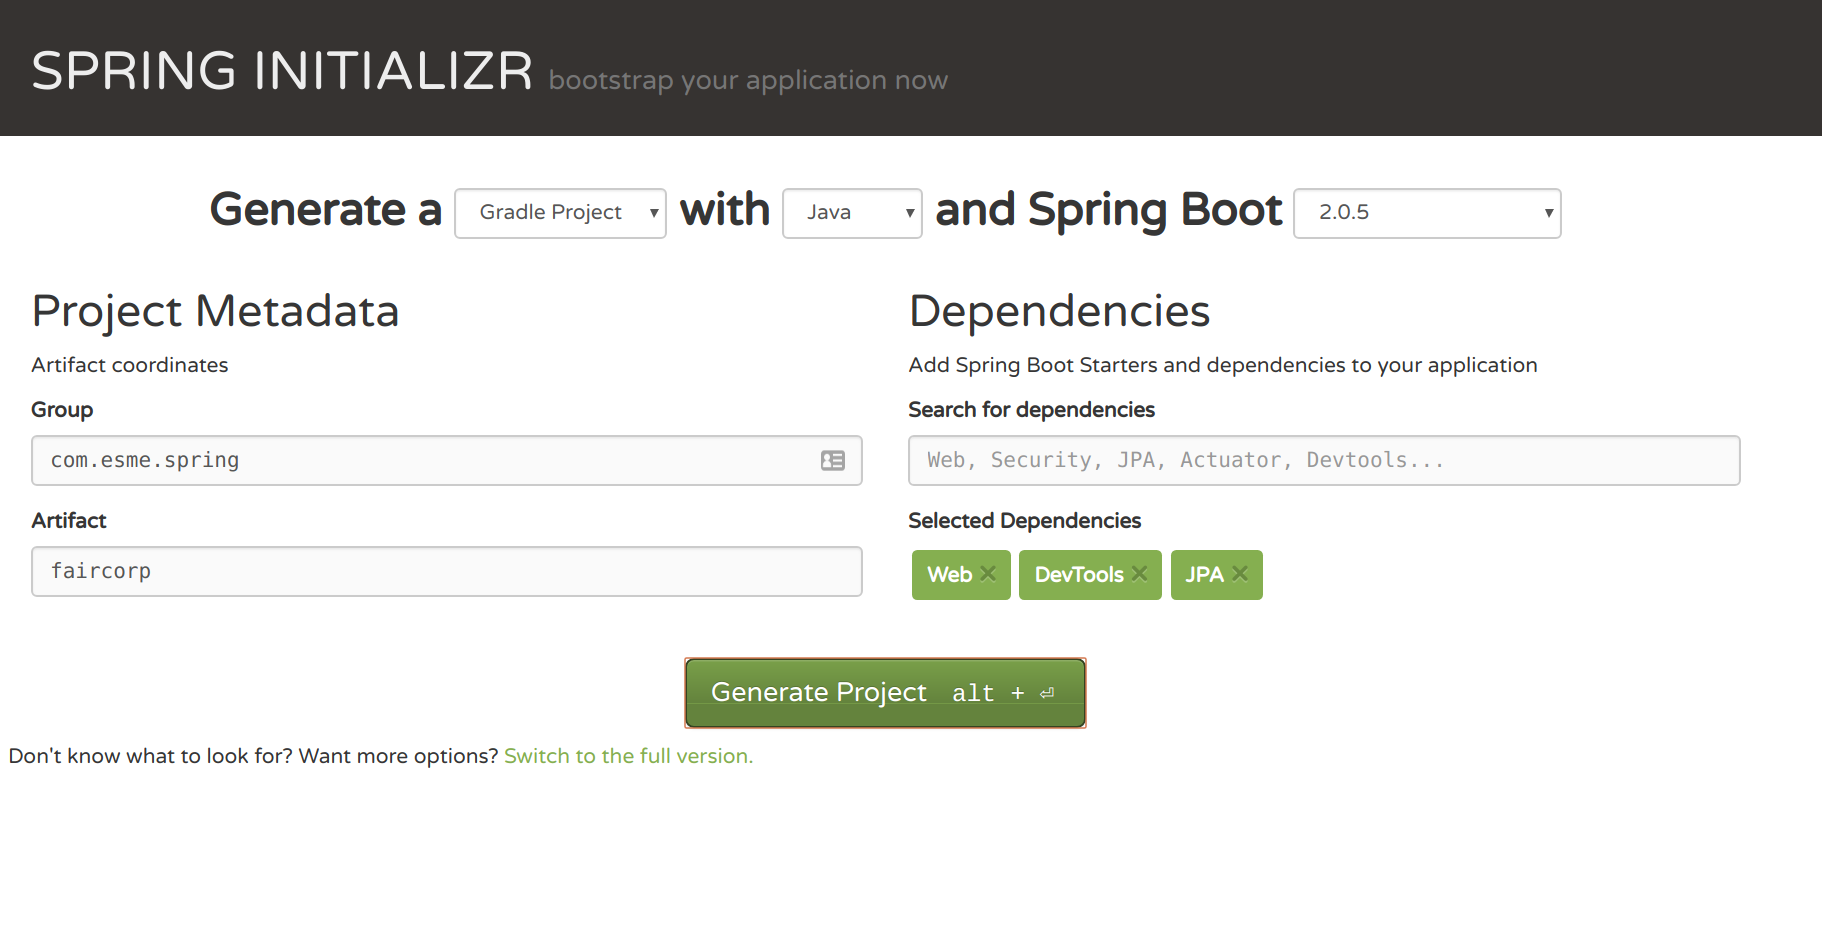 SPRING INITIALIZR bootstrap your application now
Generate a Gradle Project with Java and Spring Boot 2.0.5
Project Metadata
Artifact coordinates
Group
com.esme.spring
Artifact
faircorp
Dependencies
Add Spring Boot Starters and dependencies to your application
Search for dependencies
Web, Security, JPA, Actuator, Devtools...
Selected Dependencies
Web DevTools JPA
Generate Project alt + ⏎
Don't know what to look for? Want more options? Switch to the full version.